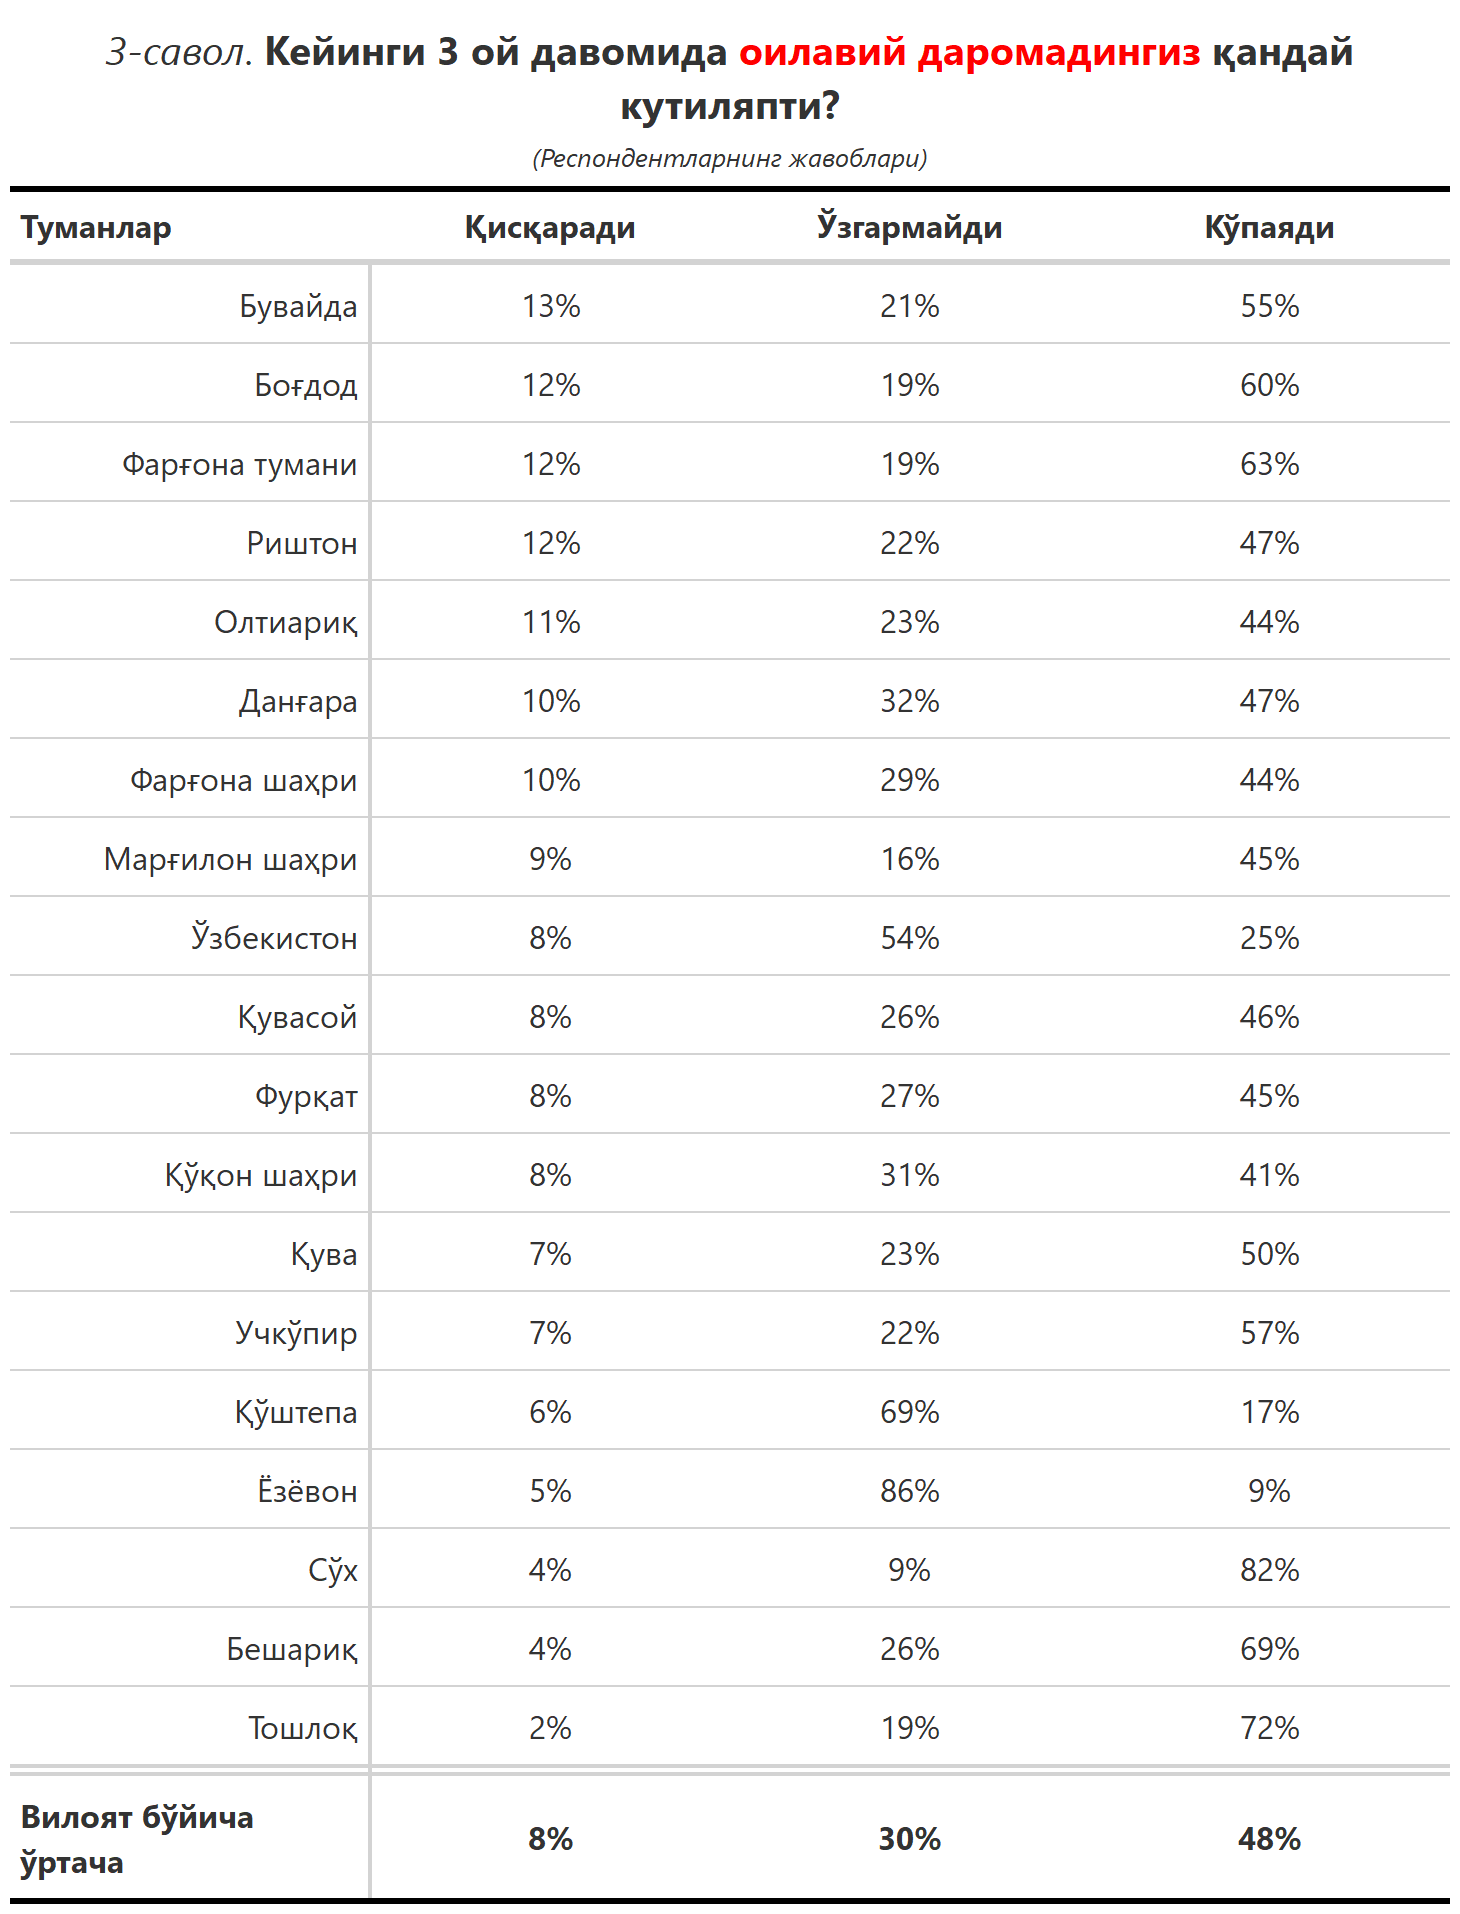 3-савол. Кейинги 3 ой давомида оилавий даромадингиз қандай
кутиляпти?
(Респондентларнинг жавоблари)
Туманлар Қисқаради Ўзгармайди Кўпаяди
Бувайда 13% 21% 55%
Боғдод 12% 19% 60%
Фарғона тумани 12% 19% 63%
Риштон 12% 22% 47%
Олтиариқ 11% 23% 44%
Данғара 10% 32% 47%
Фарғона шаҳри 10% 29% 44%
Марғилон шаҳри 9% 16% 45%
Ўзбекистон 8% 54% 25%
Қувасой 8% 26% 46%
Фурқат 8% 27% 45%
Қўқон шаҳри 8% 31% 41%
Қува 7% 23% 50%
Учкўпир 7% 22% 57%
Қўштепа 6% 69% 17%
Ёзёвон 5% 86% 9%
Сўх 4% 9% 82%
Бешариқ 4% 26% 69%
Тошлоқ 2% 19% 72%
Вилоят бўйича
ўртача 8% 30% 48%